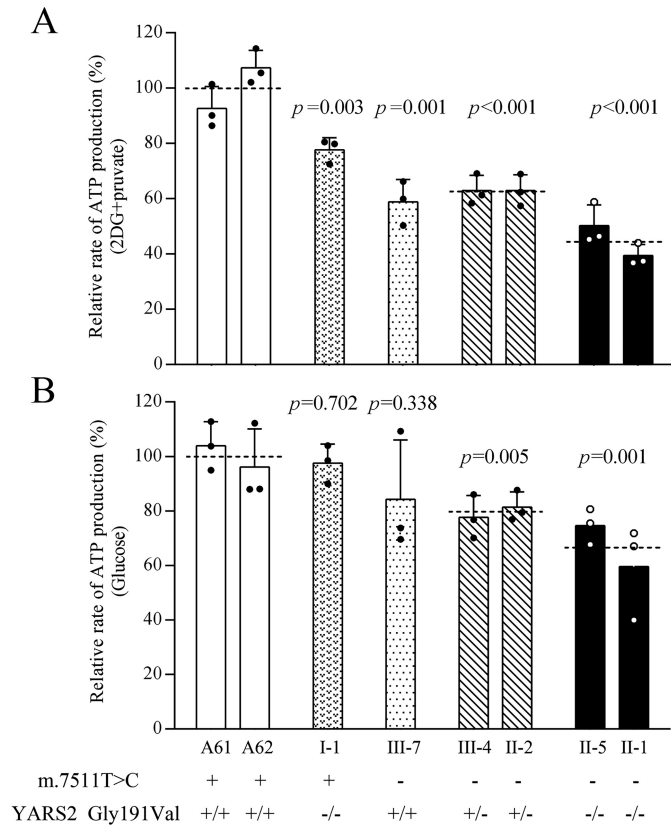 A
Relative rate of ATP production (%)
(2DG+pruvate)
120
100
80
60
40
20
0
p=0.003
p=0.001
p<0.001
p<0.001
B
Relative rate of ATP production (%)
(Glucose)
120
100
80
60
40
20
0
p=0.702
p=0.338
p=0.005
p=0.001
A61 A62 I-1 III-7 III-4 II-2 II-5 II-1
m.7511T>C + + + - - - - -
YARS2 Gly191Val +/+ +/+ -/- +/+ +/- +/- -/- -/-